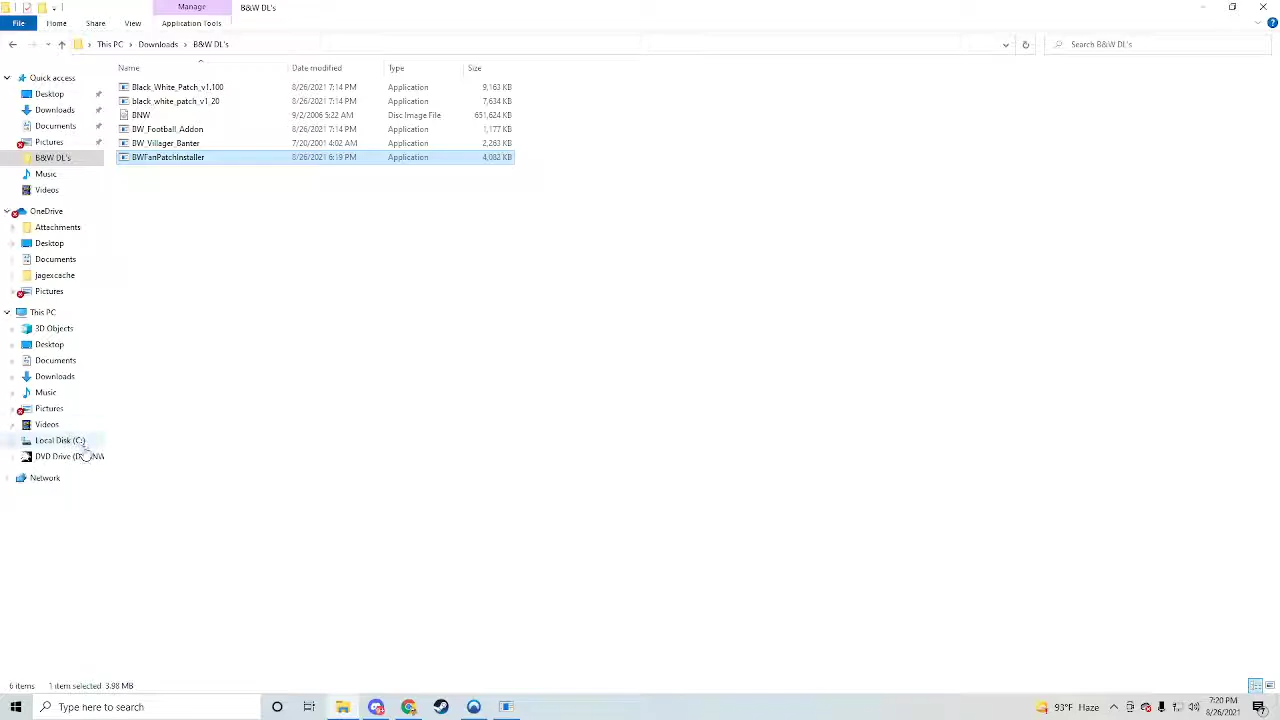 Manage B&W DL's
File Home Share View Application Tools
This PC Downloads B&W DL's Search B&W DL's
Name Date modified Type Size
Quick access
Desktop
Downloads
Documents
Pictures
B&W DL's
Music
Videos
OneDrive
Attachments
Desktop
Documents
jagexcache
Pictures
This PC
3D Objects
Desktop
Documents
Downloads
Music
Pictures
Videos
Local Disk (C:)
DVD Drive
Network
Black_White_Patch_v1.100 8/26/2021 7:14 PM Application 9,163 KB
black_white_patch_v1_20 8/26/2021 7:14 PM Application 7,634 KB
BNW 9/2/2006 5:22 AM Disc Image File 651,624 KB
BW_Football_Addon 8/26/2021 7:14 PM Application 1,177 KB
BW_Villager_Banter 7/20/2001 4:02 AM Application 2,263 KB
BWFanPatchInstaller 8/26/2021 6:19 PM Application 4,082 KB
6 items 1 item selected 3.98 MB
Type here to search
93°F Haze
7:20 PM
8/26/2021